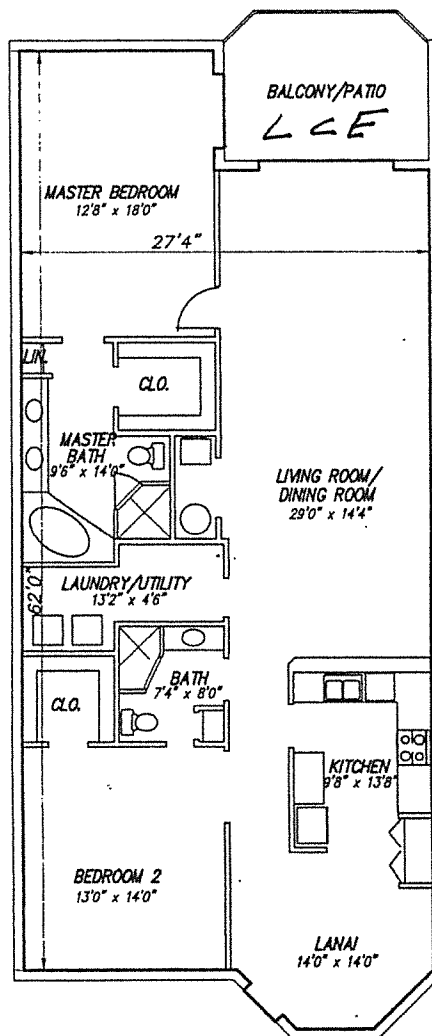 BALCONY/PATIO
LCE
MASTER BEDROOM
12'8" x 18'0"
27'4"
LIN.
CLO.
MASTER
BATH
9'6" x 14'0"
LIVING ROOM/
DINING ROOM
29'0" x 14'4"
LAUNDRY/UTILITY
13'2" x 4'6"
62'0"
BATH
7'4" x 8'0"
CLO.
KITCHEN
9'8" x 13'8"
BEDROOM 2
13'0" x 14'0"
LANAI
14'0" x 14'0"